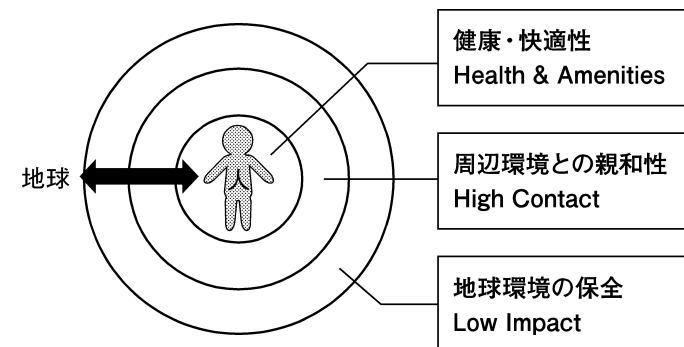 健康・快適性
Health & Amenities
地球
人
周辺環境との親和性
High Contact
地球環境の保全
Low Impact